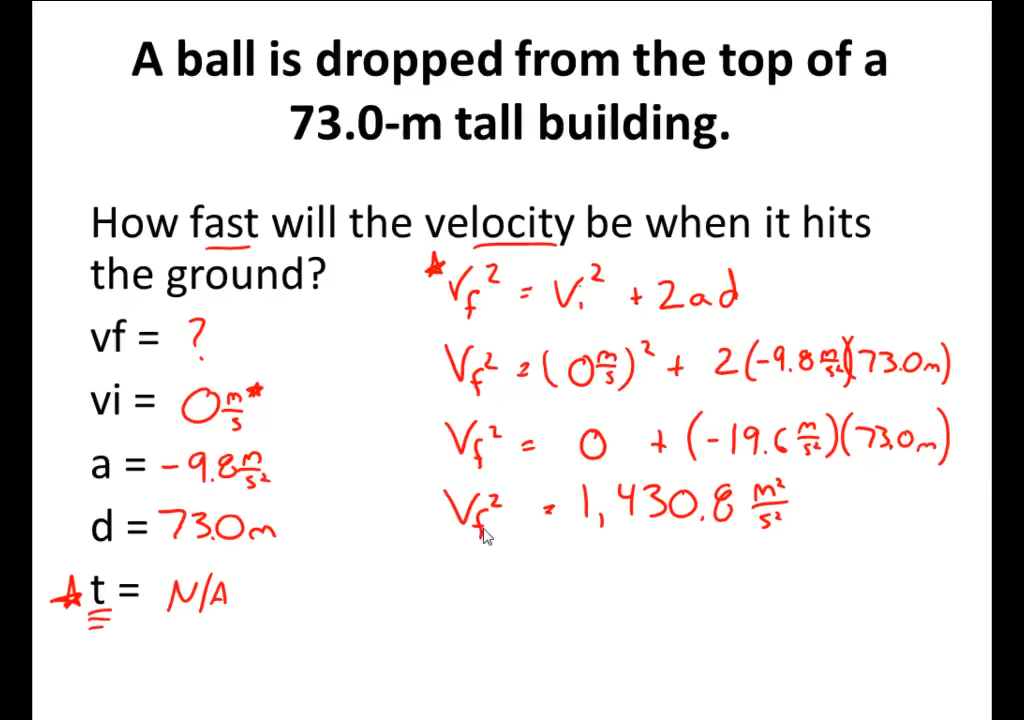 A ball is dropped from the top of a
73.0-m tall building.
How fast will the velocity be when it hits
the ground?
★ Vf² = Vi² + 2ad
vf = ?
Vf² = (0 m/s)² + 2(-9.8 m/s²)(73.0m)
vi = 0 m/s ★
Vf² = 0 + (-19.6 m/s²)(73.0m)
a = -9.8 m/s²
Vf² = 1,430.8 m²/s²
d = 73.0m
★ t = N/A